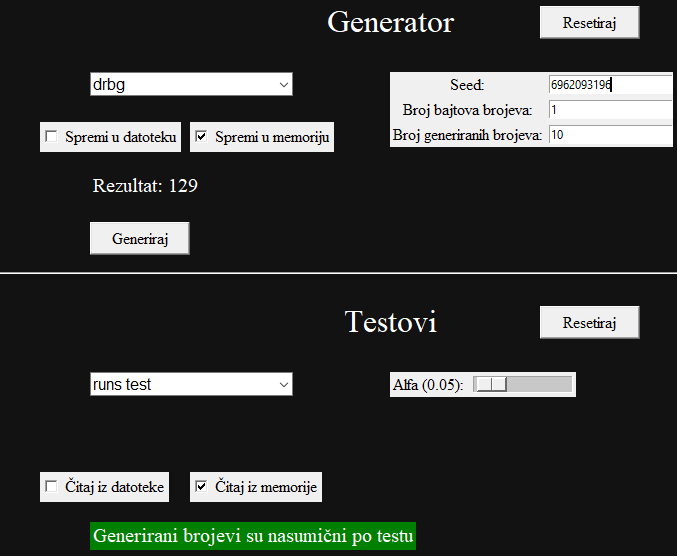 Generator
Resetiraj
drbg
Seed:
6962093196
Broj bajtova brojeva:
1
Broj generiranih brojeva:
10
Spremi u datoteku
Spremi u memoriju
Rezultat: 129
Generiraj
Testovi
Resetiraj
runs test
Alfa (0.05):
Čitaj iz datoteke
Čitaj iz memorije
Generirani brojevi su nasumični po testu